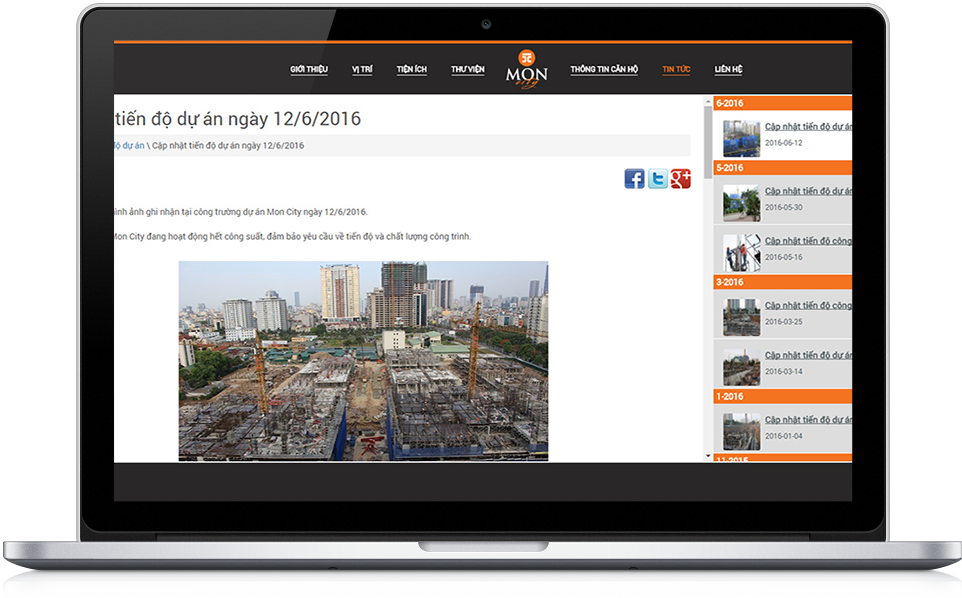 GIỚI THIỆU VỊ TRÍ TIỆN ÍCH THƯ VIỆN MON city THÔNG TIN CĂN HỘ TIN TỨC LIÊN HỆ
tiến độ dự án ngày 12/6/2016
độ dự án \ Cập nhật tiến độ dự án ngày 12/6/2016
ình ảnh ghi nhận tại công trường dự án Mon City ngày 12/6/2016.
Mon City đang hoạt động hết công suất, đảm bảo yêu cầu về tiến độ và chất lượng công trình.
6-2016
Cập nhật tiến độ dự án
2016-06-12
5-2016
Cập nhật tiến độ dự án
2016-05-30
Cập nhật tiến độ công
2016-05-16
3-2016
Cập nhật tiến độ công
2016-03-25
Cập nhật tiến độ dự án
2016-03-14
1-2016
Cập nhật tiến độ dự án
2016-01-04
11-2015